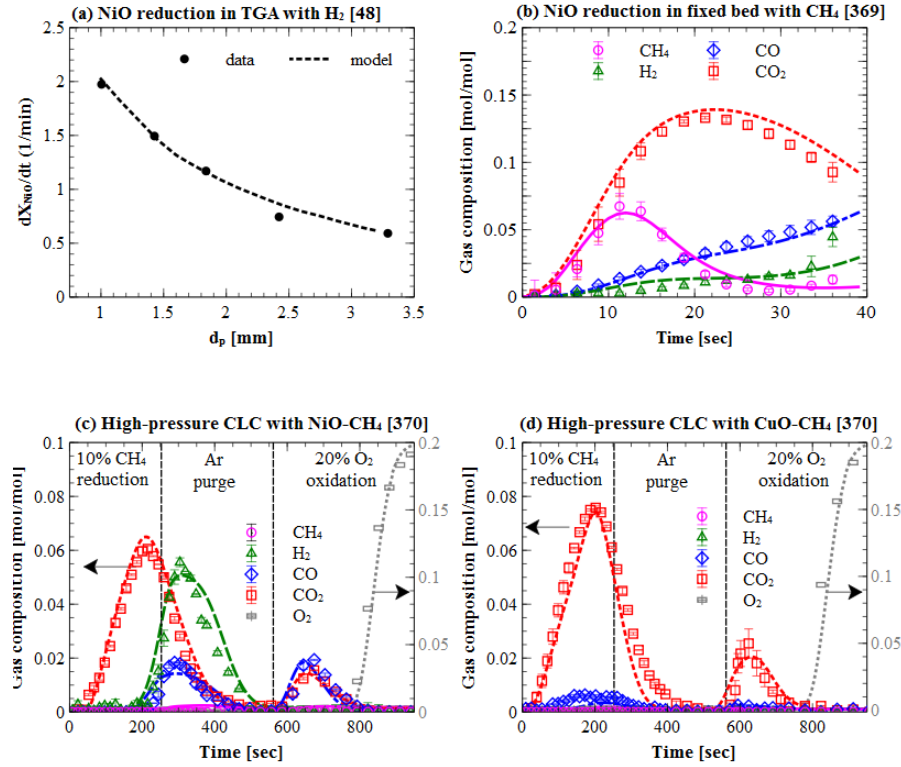 (a) NiO reduction in TGA with H₂ [48]
data
model
dX_NiO/dt (1/min)
2.5
2
1.5
1
0.5
0
1
1.5
2
2.5
3
3.5
d_p [mm]
(b) NiO reduction in fixed bed with CH₄ [369]
CH₄
CO
H₂
CO₂
Gas composition [mol/mol]
0.2
0.15
0.1
0.05
0
0
10
20
30
40
Time [sec]
(c) High-pressure CLC with NiO-CH₄ [370]
10% CH₄
reduction
Ar
purge
20% O₂
oxidation
CH₄
H₂
CO
CO₂
O₂
Gas composition [mol/mol]
0.1
0.08
0.06
0.04
0.02
0
0.2
0.15
0.1
0.05
0
0
200
400
600
800
Time [sec]
(d) High-pressure CLC with CuO-CH₄ [370]
10% CH₄
reduction
Ar
purge
20% O₂
oxidation
CH₄
H₂
CO
CO₂
O₂
Gas composition [mol/mol]
0.1
0.08
0.06
0.04
0.02
0
0.2
0.15
0.1
0.05
0
0
200
400
600
800
Time [sec]